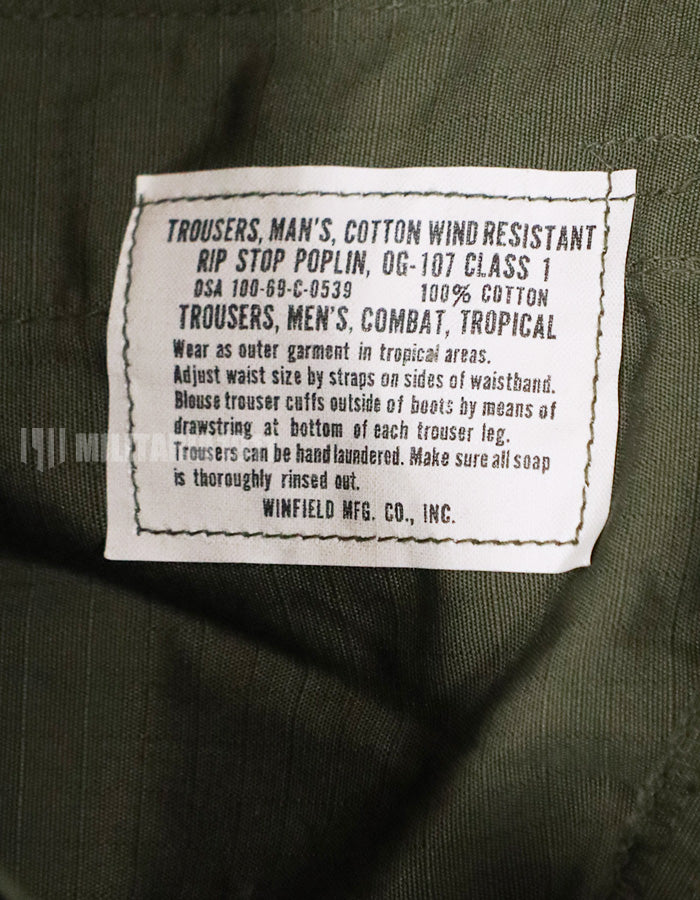 TROUSERS, MAN'S, COTTON WIND RESISTANT
RIP STOP POPLIN, OG-107 CLASS 1
DSA 100-69-C-0539 100% COTTON
TROUSERS, MEN'S, COMBAT, TROPICAL
Wear as outer garment in tropical areas.
Adjust waist size by straps on sides of waistband.
Blouse trouser cuffs outside of boots by means of
drawstring at bottom of each trouser leg.
Trousers can be hand laundered. Make sure all soap
is thoroughly rinsed out.
WINFIELD MFG. CO., INC.